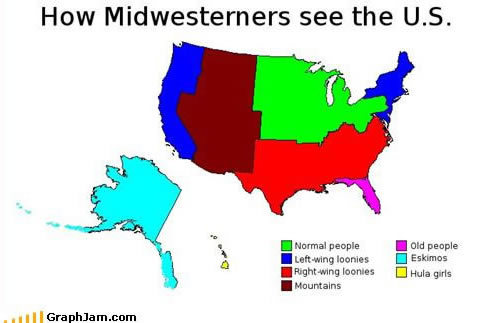 How Midwesterners see the U.S.
Normal people
Left-wing loonies
Right-wing loonies
Mountains
Old people
Eskimos
Hula girls
GraphJam.com